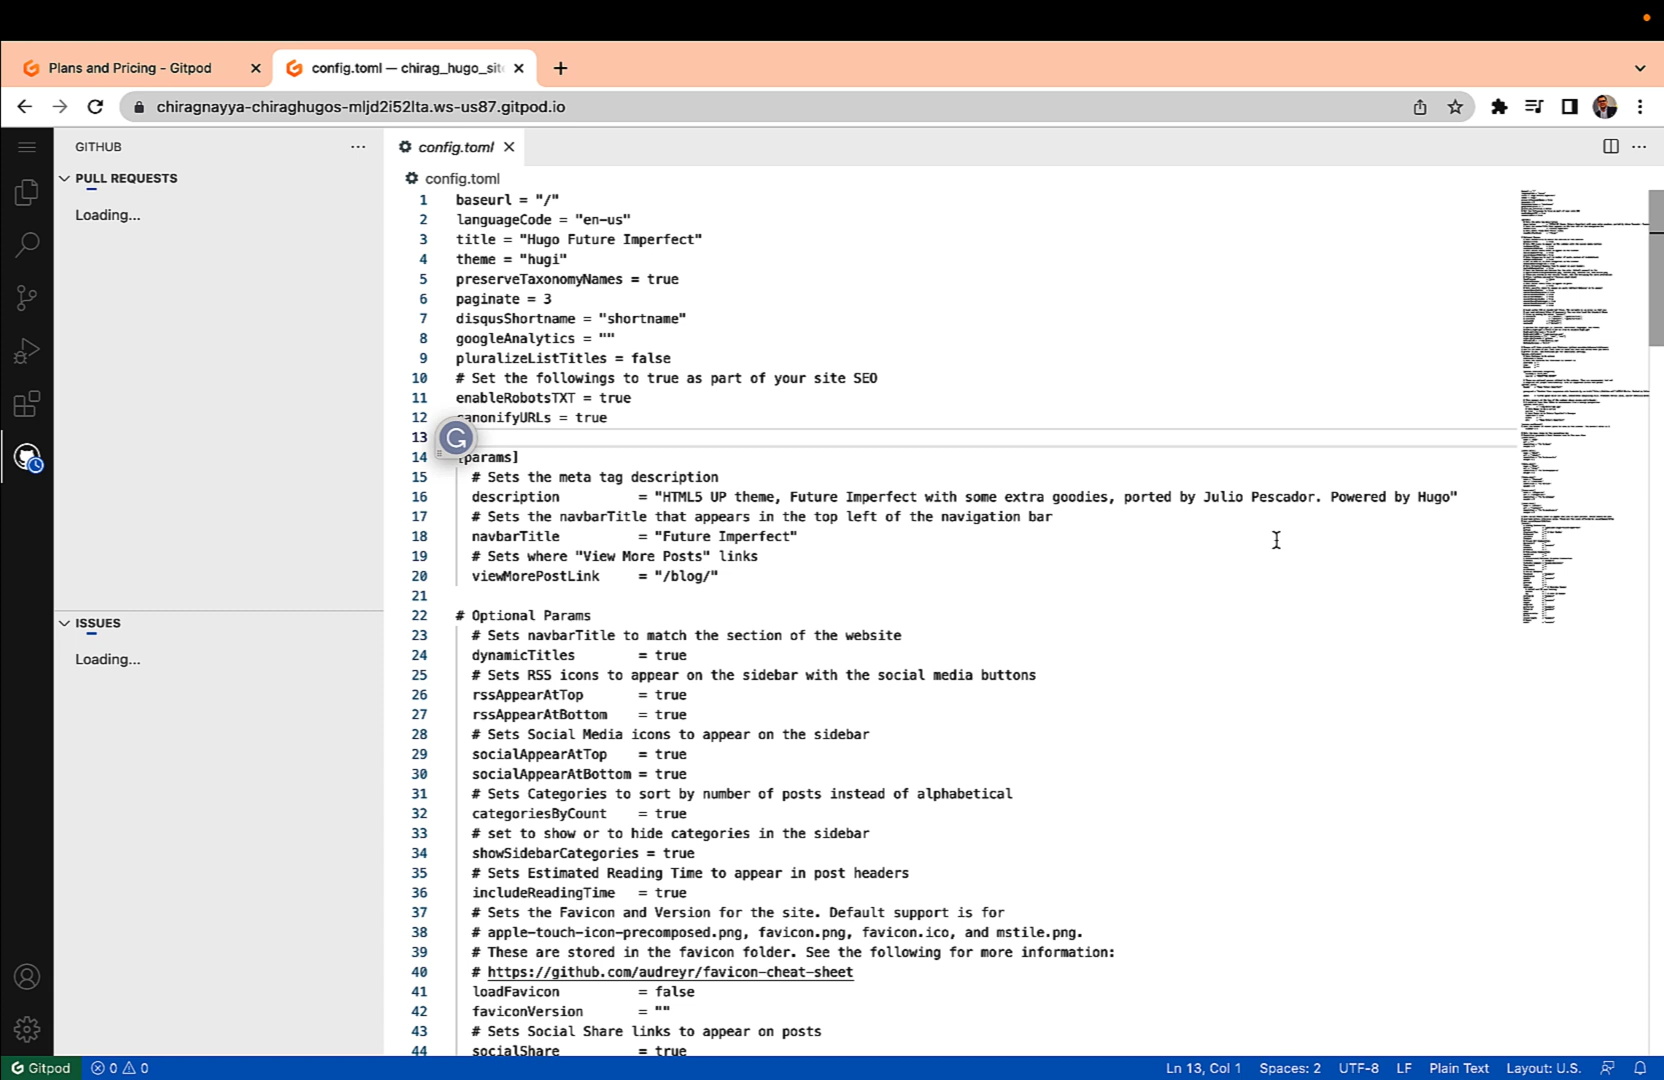 Plans and Pricing - Gitpod
config.toml — chirag_hugo_sit
chiragnayya-chiraghugos-mljd2i52lta.ws-us87.gitpod.io
GITHUB
config.toml
PULL REQUESTS
Loading...
ISSUES
Loading...
config.toml
1 baseurl = "/"
2 languageCode = "en-us"
3 title = "Hugo Future Imperfect"
4 theme = "hugi"
5 preserveTaxonomyNames = true
6 paginate = 3
7 disqusShortname = "shortname"
8 googleAnalytics = ""
9 pluralizeListTitles = false
10 # Set the followings to true as part of your site SEO
11 enableRobotsTXT = true
12 canonifyURLs = true
13
14 [params]
15 # Sets the meta tag description
16 description = "HTML5 UP theme, Future Imperfect with some extra goodies, ported by Julio Pescador. Powered by Hugo"
17 # Sets the navbarTitle that appears in the top left of the navigation bar
18 navbarTitle = "Future Imperfect"
19 # Sets where "View More Posts" links
20 viewMorePostLink = "/blog/"
21
22 # Optional Params
23 # Sets navbarTitle to match the section of the website
24 dynamicTitles = true
25 # Sets RSS icons to appear on the sidebar with the social media buttons
26 rssAppearAtTop = true
27 rssAppearAtBottom = true
28 # Sets Social Media icons to appear on the sidebar
29 socialAppearAtTop = true
30 socialAppearAtBottom = true
31 # Sets Categories to sort by number of posts instead of alphabetical
32 categoriesByCount = true
33 # set to show or to hide categories in the sidebar
34 showSidebarCategories = true
35 # Sets Estimated Reading Time to appear in post headers
36 includeReadingTime = true
37 # Sets the Favicon and Version for the site. Default support is for
38 # apple-touch-icon-precomposed.png, favicon.png, favicon.ico, and mstile.png.
39 # These are stored in the favicon folder. See the following for more information:
40 # https://github.com/audreyr/favicon-cheat-sheet
41 loadFavicon = false
42 faviconVersion = ""
43 # Sets Social Share links to appear on posts
44 socialShare = true
Gitpod 0 0 Ln 13, Col 1 Spaces: 2 UTF-8 LF Plain Text Layout: U.S.